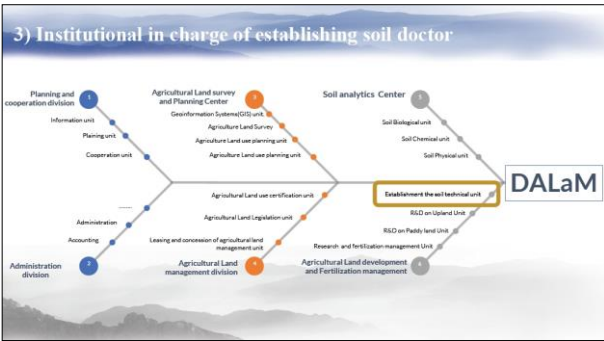 3) Institutional in charge of establishing soil doctor
Planning and
cooperation division
1
Information unit
Plaining unit
Cooperation unit
Agricultural Land survey
and Planning Center
3
Geoinformation Systems(GIS) unit
Agriculture Land Survey
Agriculture Land use planning unit
Agriculture Land use planning unit
Soil analytics Center
5
Soil Biological unit
Soil Chemical unit
Soil Physical unit
DALaM
Administration
Accounting
2
Administration
division
Agricultural Land use certification unit
Agricultural Land Legislation unit
Leasing and concession of agricultural land
management unit
4
Agricultural Land
management division
Establishment the soil technical unit
R&D on Upland Unit
R&D on Paddy land Unit
Research and fertilization management Unit
Agricultural Land development
and Fertilization management